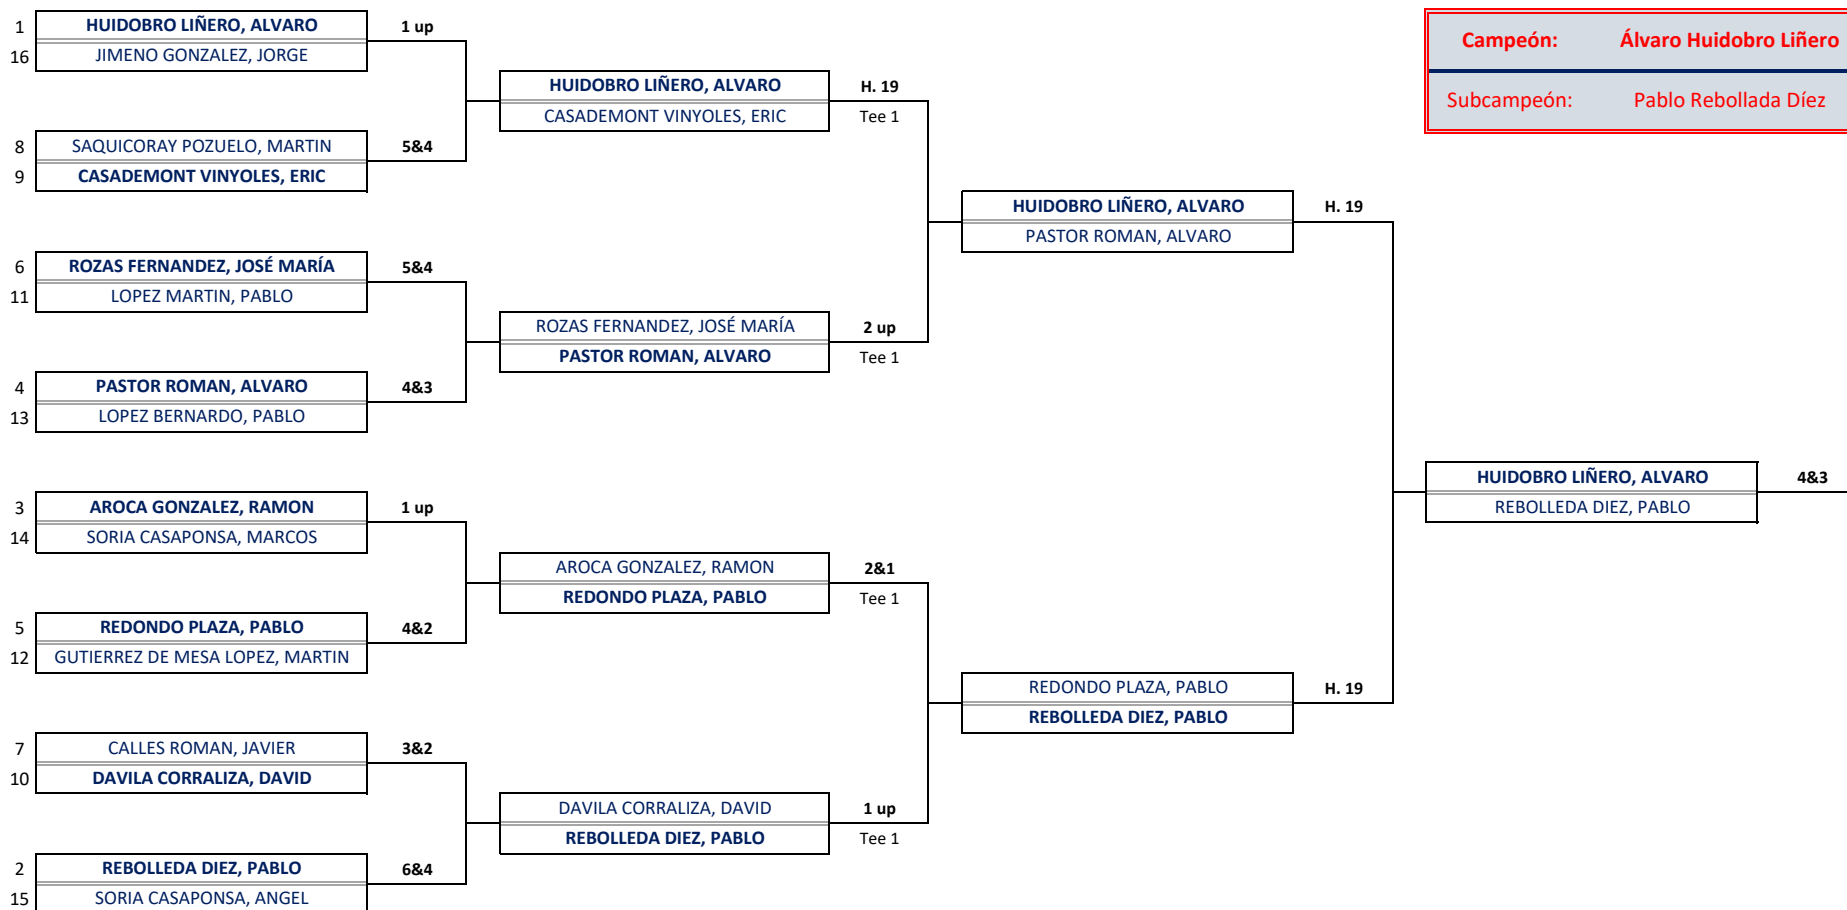 1 HUIDOBRO LIÑERO, ALVARO 1 up
16 JIMENO GONZALEZ, JORGE
8 SAQUICORAY POZUELO, MARTIN 5&4
9 CASADEMONT VINYOLES, ERIC
6 ROZAS FERNANDEZ, JOSÉ MARÍA 5&4
11 LOPEZ MARTIN, PABLO
4 PASTOR ROMAN, ALVARO 4&3
13 LOPEZ BERNARDO, PABLO
3 AROCA GONZALEZ, RAMON 1 up
14 SORIA CASAPONSA, MARCOS
5 REDONDO PLAZA, PABLO 4&2
12 GUTIERREZ DE MESA LOPEZ, MARTIN
7 CALLES ROMAN, JAVIER 3&2
10 DAVILA CORRALIZA, DAVID
2 REBOLLEDA DIEZ, PABLO 6&4
15 SORIA CASAPONSA, ANGEL
HUIDOBRO LIÑERO, ALVARO H. 19
CASADEMONT VINYOLES, ERIC Tee 1
ROZAS FERNANDEZ, JOSÉ MARÍA 2 up
PASTOR ROMAN, ALVARO Tee 1
AROCA GONZALEZ, RAMON 2&1
REDONDO PLAZA, PABLO Tee 1
DAVILA CORRALIZA, DAVID 1 up
REBOLLEDA DIEZ, PABLO Tee 1
HUIDOBRO LIÑERO, ALVARO H. 19
PASTOR ROMAN, ALVARO
REDONDO PLAZA, PABLO H. 19
REBOLLEDA DIEZ, PABLO
HUIDOBRO LIÑERO, ALVARO 4&3
REBOLLEDA DIEZ, PABLO
Campeón: Álvaro Huidobro Liñero
Subcampeón: Pablo Rebollada Díez